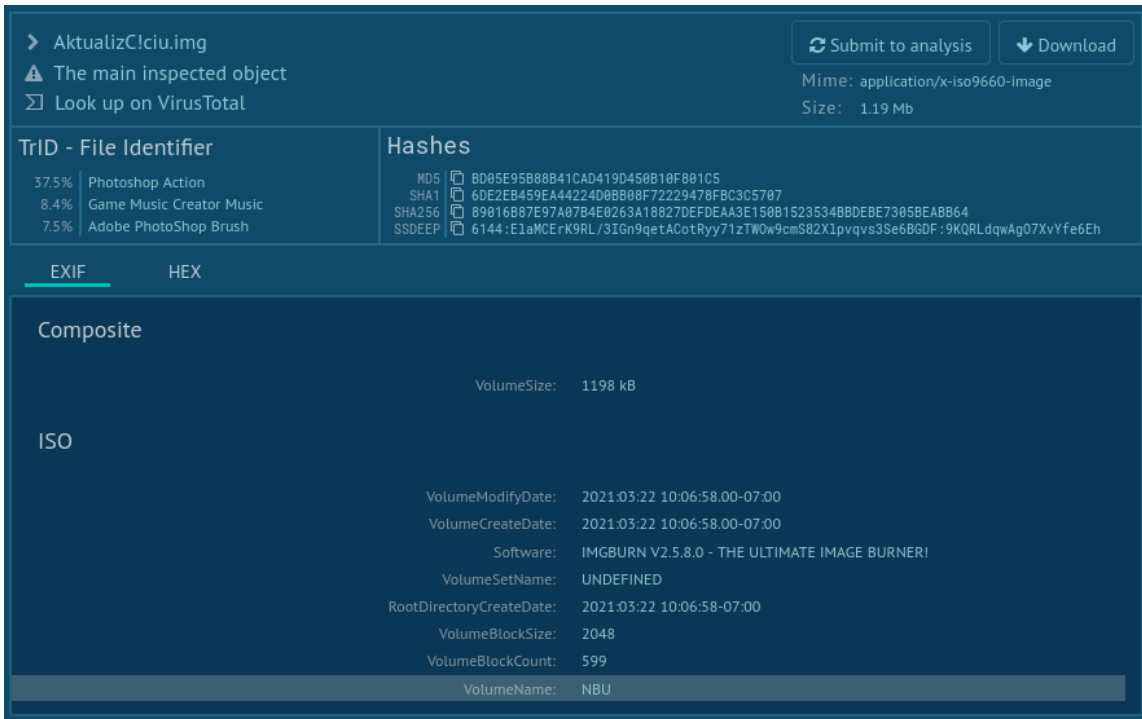 AktualizC!ciu.img
The main inspected object
Look up on VirusTotal
Submit to analysis
Download
Mime: application/x-iso9660-image
Size: 1.19 Mb
TrID - File Identifier
37.5% Photoshop Action
8.4% Game Music Creator Music
7.5% Adobe PhotoShop Brush
Hashes
MD5 BD05E95B88B41CAD419D450B10F801C5
SHA1 6DE2EB459EA44224D0BB08F72229478FBC3C5707
SHA256 89016B87E97A07B4E0263A18827DEFDEAA3E150B1523534BBDEBE7305BEABB64
SSDEEP 6144:ElaMCErK9RL/3IGn9qetACotRyy71zTWOw9cmS82Xlpvqvs3Se6BGDF:9KQRLdqwAgO7XvYfe6Eh
EXIF
HEX
Composite
VolumeSize: 1198 kB
ISO
VolumeModifyDate: 2021:03:22 10:06:58.00-07:00
VolumeCreateDate: 2021:03:22 10:06:58.00-07:00
Software: IMGBURN V2.5.8.0 - THE ULTIMATE IMAGE BURNER!
VolumeSetName: UNDEFINED
RootDirectoryCreateDate: 2021:03:22 10:06:58-07:00
VolumeBlockSize: 2048
VolumeBlockCount: 599
VolumeName: NBU